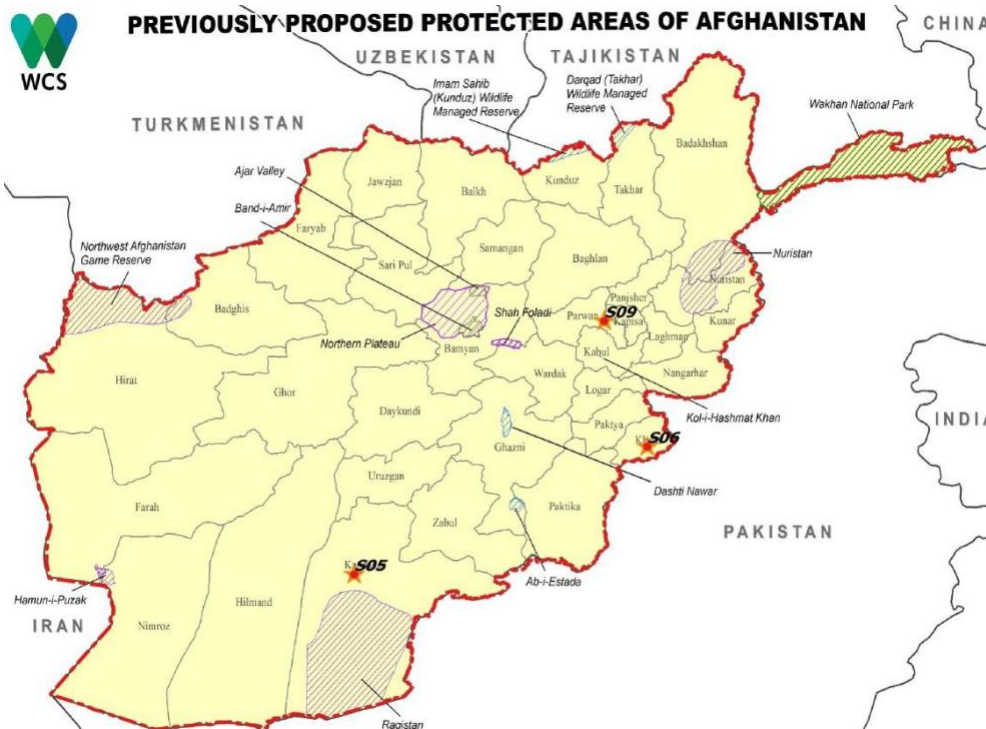 PREVIOUSLY PROPOSED PROTECTED AREAS OF AFGHANISTAN
WCS
CHINA
UZBEKISTAN
TAJIKISTAN
TURKMENISTAN
Imam Sahib
(Kunduz) Wildlife
Managed Reserve
Darqad (Takhar)
Wildlife Managed
Reserve
Wakhan National Park
Badakhshan
Ajar Valley
Jawzjan
Balkh
Kunduz
Takhar
Band-i-Amir
Faryab
Samangan
Northwest Afghanistan
Game Reserve
Sari Pul
Baghlan
Nuristan
Nuristan
Badghis
Panjsher
Shah Foladi
Parwan
S09
Kapisa
Kunar
Northern Plateau
Bamyan
Laghman
Kabul
Hirat
Ghor
Wardak
Nangarhar
Logar
Daykundi
Kol-i-Hashmat Khan
Paktya
INDIA
Ghazni
S06
Uruzgan
Dashti Nawar
Farah
Zabul
Paktika
PAKISTAN
S05
Ab-i-Estada
Hamun-i-Puzak
Hilmand
IRAN
Nimroz
Ragistan